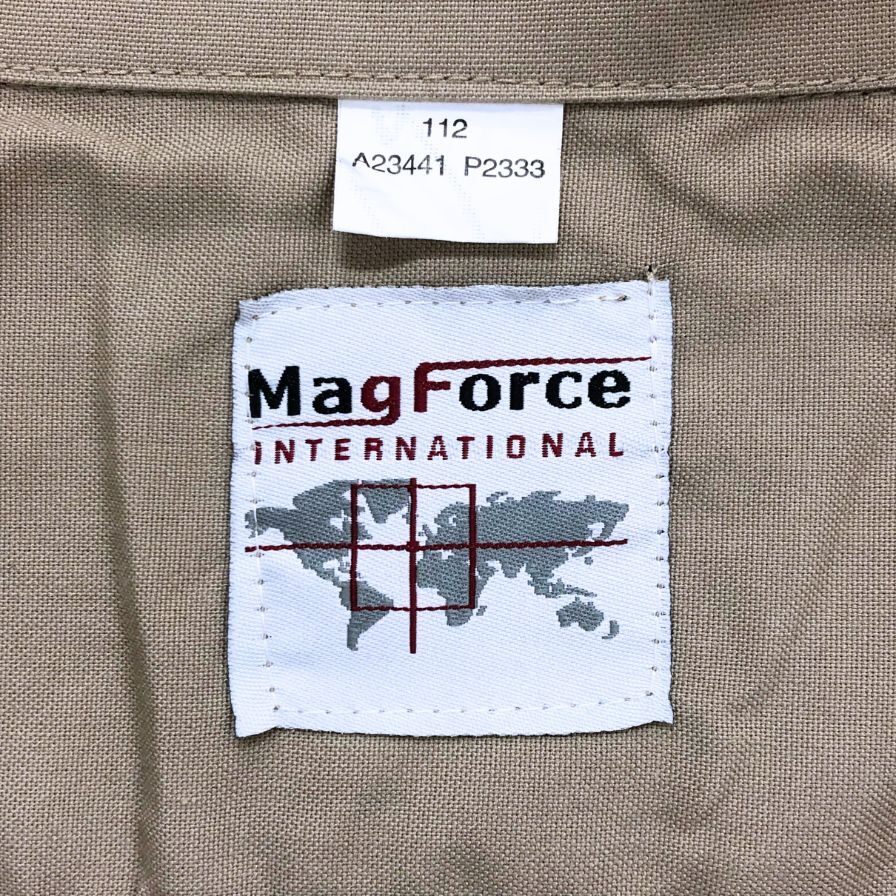 112
A23441 P2333
MagForce
INTERNATIONAL